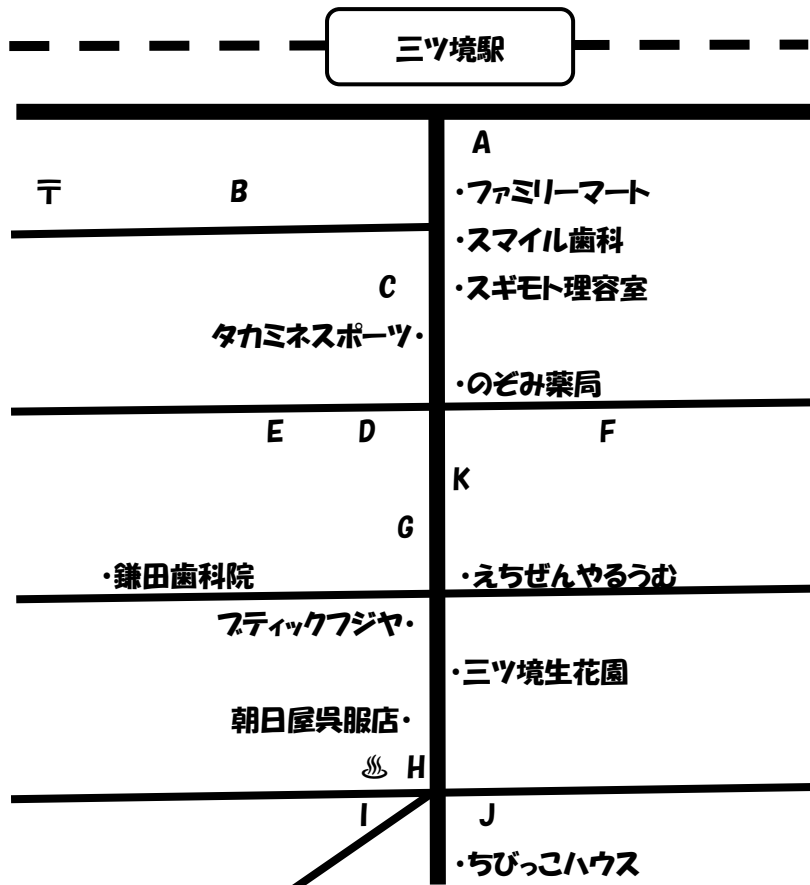 三ツ境駅
A
〒 B ・ファミリーマート
・スマイル歯科
C ・スギモト理容室
タカミネスポーツ・
・のぞみ薬局
E D F
K
G
・鎌田歯科院 ・えちぜんやるうむ
ブティックフジヤ・
・三ツ境生花園
朝日屋呉服店・
♨ H
I J
・ちびっこハウス